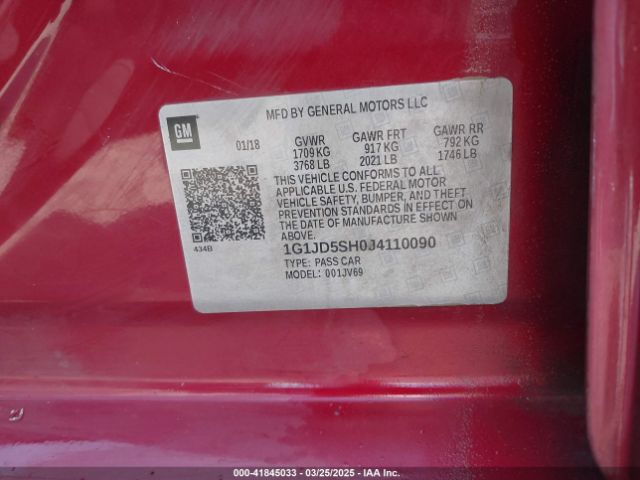 MFD BY GENERAL MOTORS LLC
GM
01/18
GVWR GAWR FRT GAWR RR
1709 KG 917 KG 792 KG
3768 LB 2021 LB 1746 LB
THIS VEHICLE CONFORMS TO ALL
APPLICABLE U.S. FEDERAL MOTOR
VEHICLE SAFETY, BUMPER, AND THEFT
PREVENTION STANDARDS IN EFFECT ON
THE DATE OF MANUFACTURE SHOWN
ABOVE.
434B
1G1JD5SH0J4110090
TYPE: PASS CAR
MODEL: 001JV69
000-41845033 - 03/25/2025 - IAA Inc.